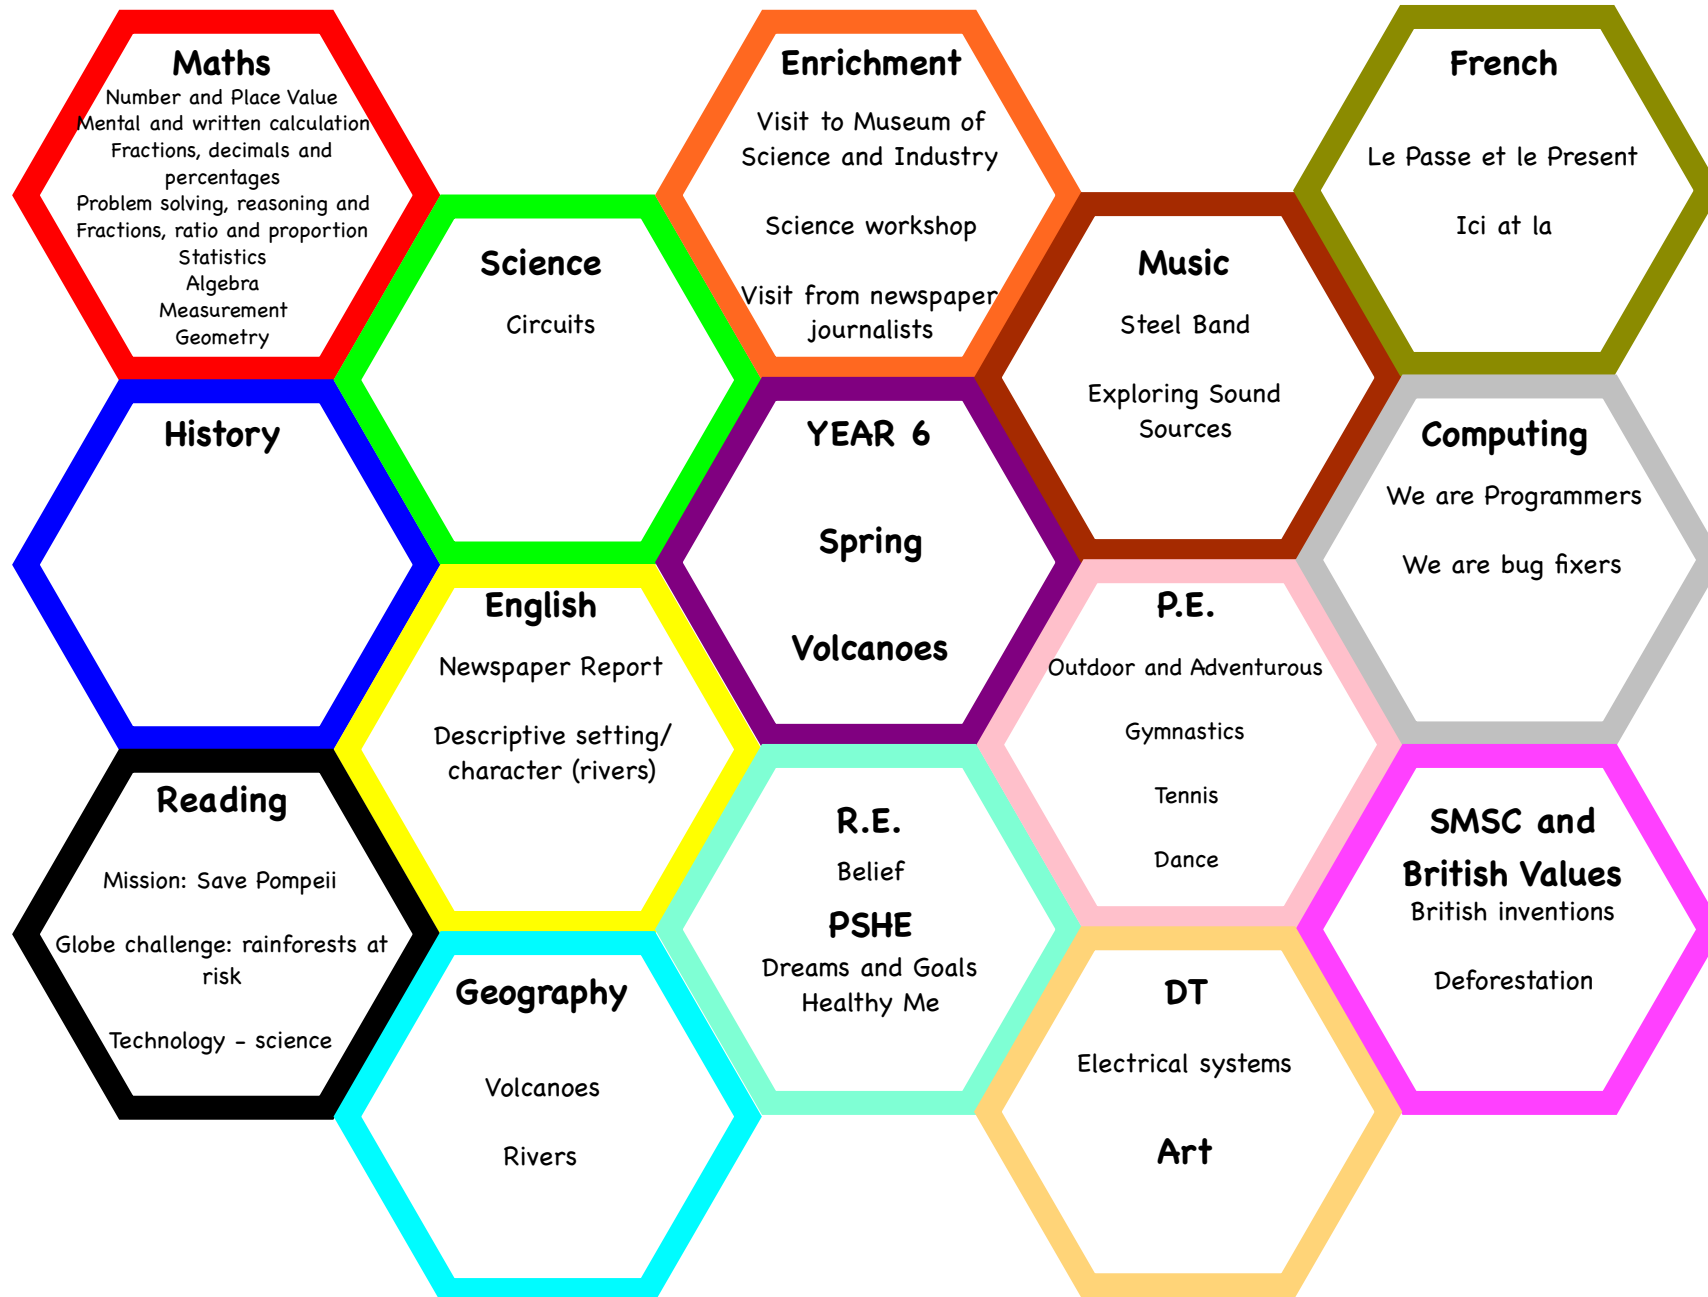 Maths
Number and Place Value
Mental and written calculation
Fractions, decimals and
percentages
Problem solving, reasoning and
Fractions, ratio and proportion
Statistics
Algebra
Measurement
Geometry
Enrichment
Visit to Museum of
Science and Industry
Science workshop
Visit from newspaper
journalists
French
Le Passe et le Present
Ici at la
Science
Circuits
Music
Steel Band
Exploring Sound
Sources
History
YEAR 6
Spring
Volcanoes
Computing
We are Programmers
We are bug fixers
English
Newspaper Report
Descriptive setting/
character (rivers)
P.E.
Outdoor and Adventurous
Gymnastics
Tennis
Dance
Reading
Mission: Save Pompeii
Globe challenge: rainforests at
risk
Technology – science
R.E.
Belief
PSHE
Dreams and Goals
Healthy Me
SMSC and
British Values
British inventions
Deforestation
Geography
Volcanoes
Rivers
DT
Electrical systems
Art